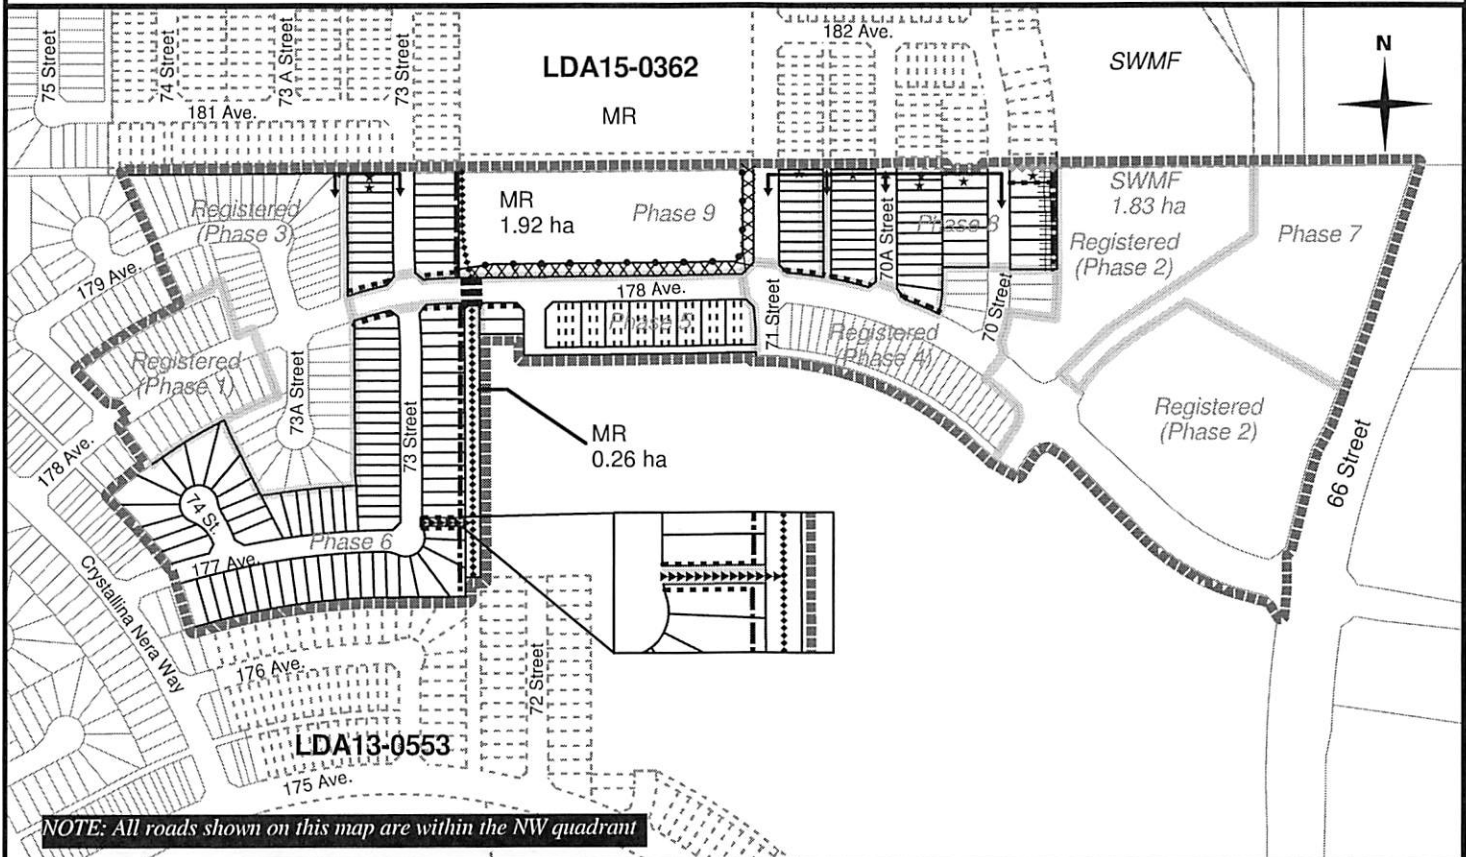 75 Street
74 Street
73 A Street
73 Street
181 Ave.
LDA15-0362
MR
182 Ave.
SWMF
N
Registered
(Phase 3)
179 Ave.
MR
1.92 ha
Phase 9
70A Street
Phase 8
SWMF
1.83 ha
Registered
(Phase 2)
Phase 7
178 Ave.
Phase 5
71 Street
70 Street
Registered
(Phase 4)
Registered
(Phase 1)
73A Street
73 Street
MR
0.26 ha
Registered
(Phase 2)
66 Street
178 Ave.
74 St.
177 Ave.
Phase 6
Crystallina Nera Way
176 Ave.
72 Street
LDA13-0553
175 Ave.
NOTE: All roads shown on this map are within the NW quadrant